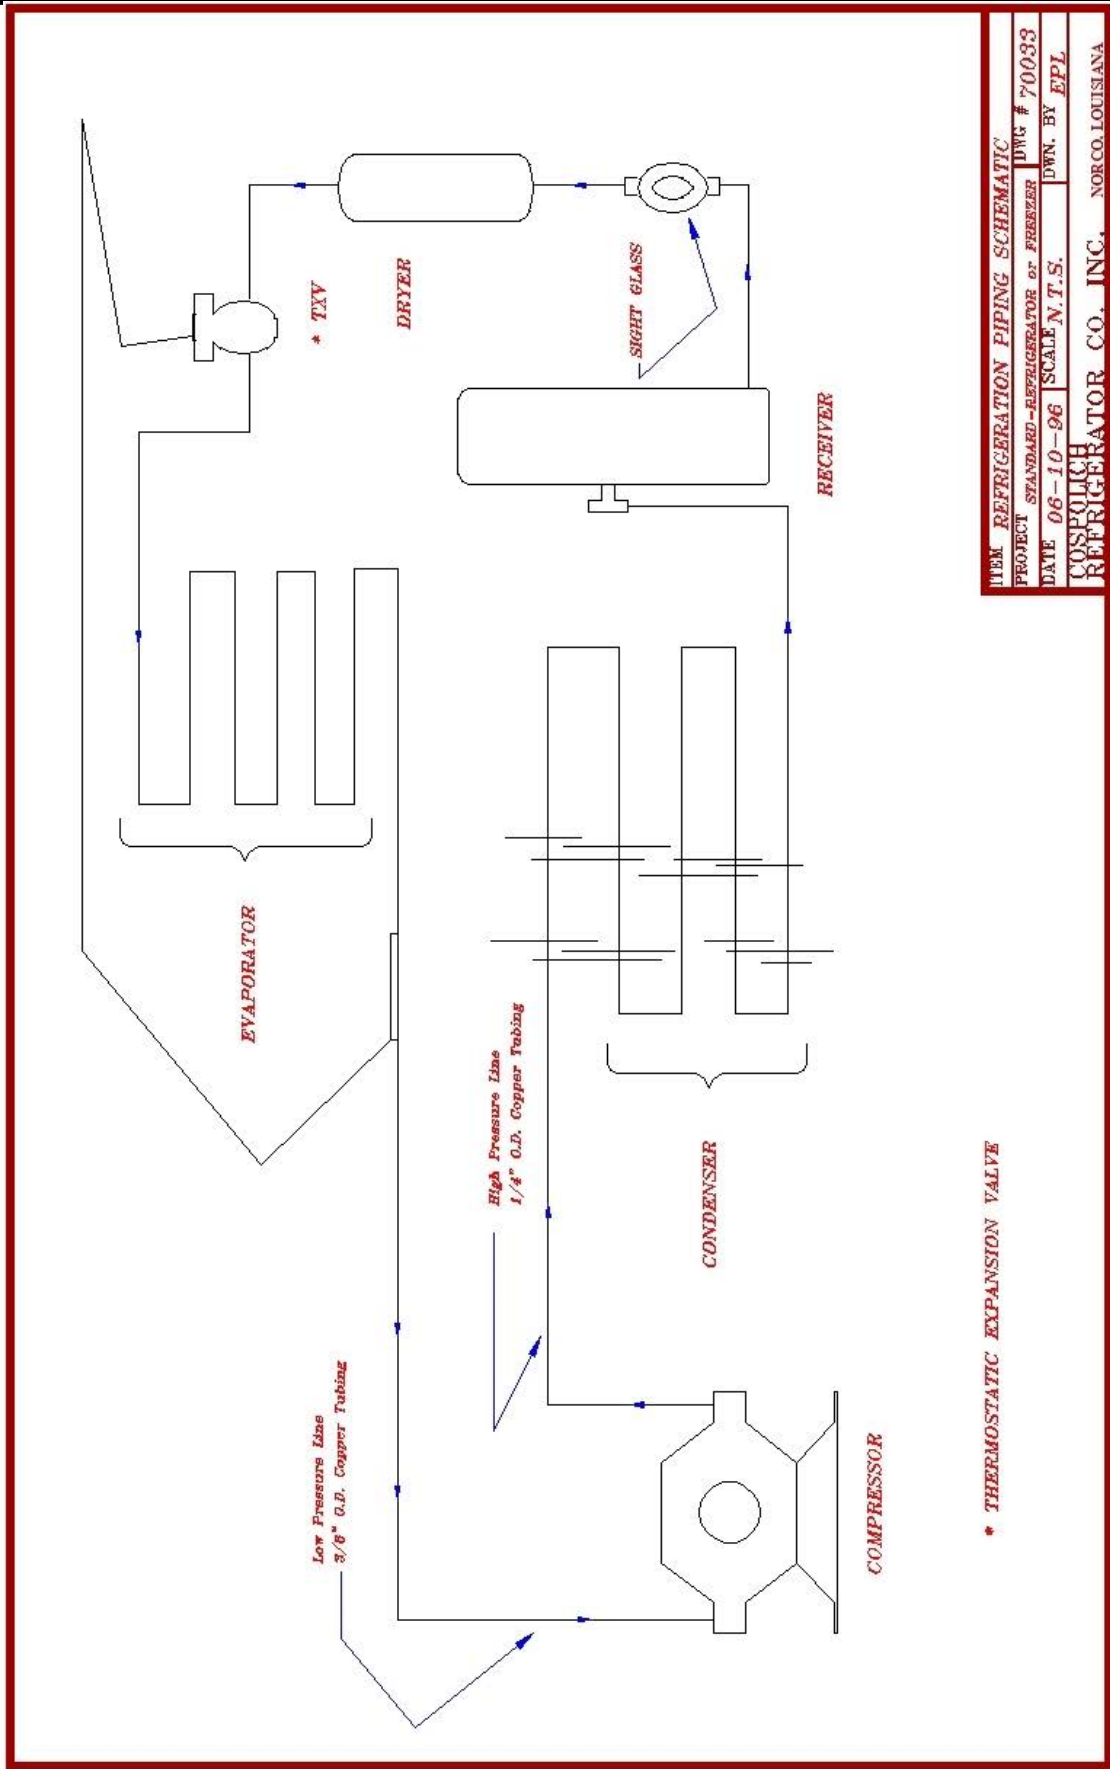 * TXV
DRYER
SIGHT GLASS
RECEIVER
EVAPORATOR
High Pressure Line
1/4" O.D. Copper Tubing
CONDENSER
Low Pressure Line
3/8" O.D. Copper Tubing
COMPRESSOR
* THERMOSTATIC EXPANSION VALVE
ITEM REFRIGERATION PIPING SCHEMATIC
PROJECT STANDARD-REFRIGERATOR or FREEZER DWG # 70033
DATE 06-10-96 SCALE N.T.S. DWN. BY EPL
COSPOLICH
REFRIGERATOR CO. INC. NORCO, LOUISIANA